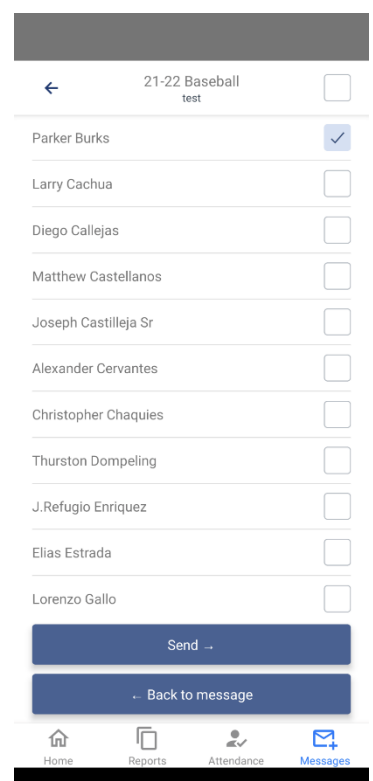 21-22 Baseball
test
Parker Burks
Larry Cachua
Diego Callejas
Matthew Castellanos
Joseph Castilleja Sr
Alexander Cervantes
Christopher Chaquies
Thurston Dompeling
J.Refugio Enriquez
Elias Estrada
Lorenzo Gallo
Send →
← Back to message
Home Reports Attendance Messages